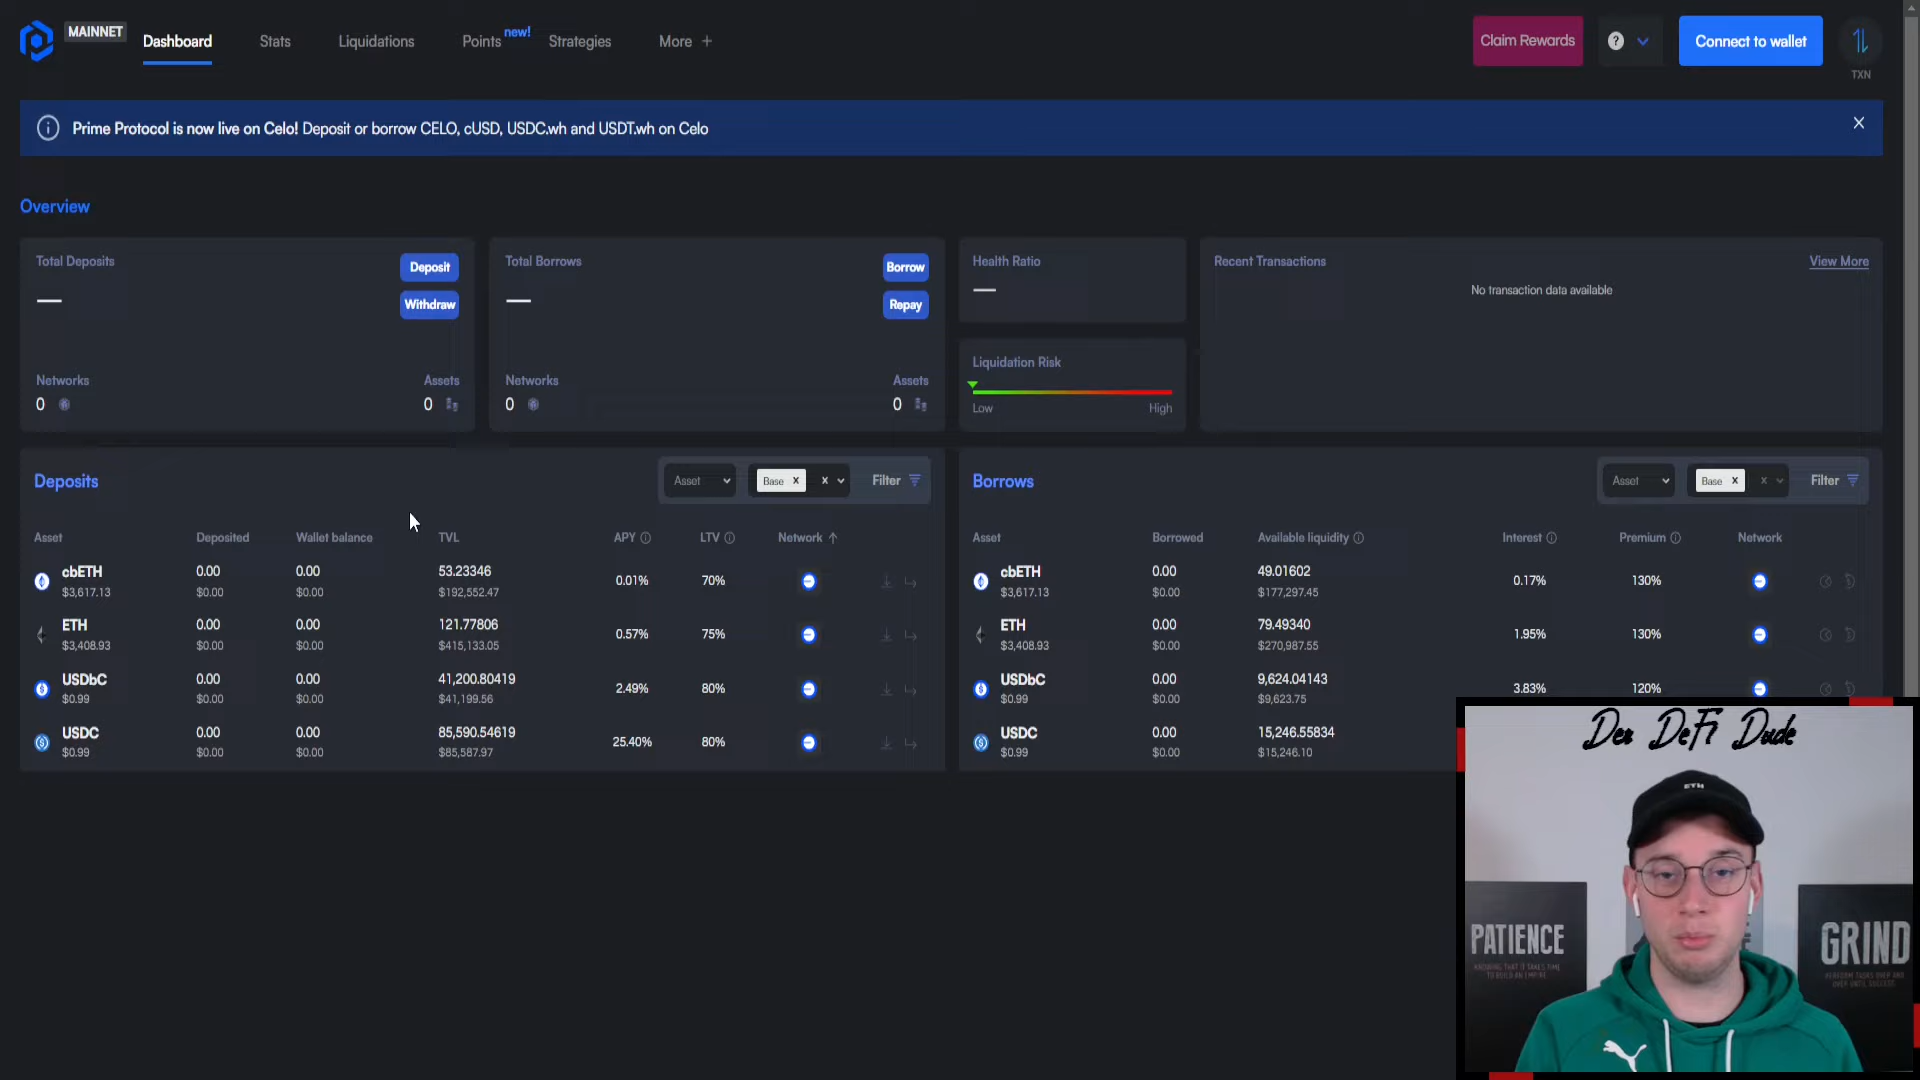 MAINNET
Dashboard
Stats
Liquidations
Points new!
Strategies
More +
Claim Rewards
?
Connect to wallet
TXN
Prime Protocol is now live on Celo! Deposit or borrow CELO, cUSD, USDC.wh and USDT.wh on Celo
Overview
Total Deposits
Deposit
Withdraw
Networks
0
Assets
0
Total Borrows
Borrow
Repay
Networks
0
Assets
0
Health Ratio
Liquidation Risk
Low High
Recent Transactions View More
No transaction data available
Deposits
Asset
Base x
x
Filter
Asset Deposited Wallet balance TVL APY LTV Network
cbETH 0.00 0.00 53.23346 0.01% 70%
$3,617.13 $0.00 $0.00 $192,552.47
ETH 0.00 0.00 121.77806 0.57% 75%
$3,408.93 $0.00 $0.00 $415,133.05
USDbC 0.00 0.00 41,200.80419 2.49% 80%
$0.99 $0.00 $0.00 $41,199.56
USDC 0.00 0.00 85,590.54619 25.40% 80%
$0.99 $0.00 $0.00 $85,587.97
Borrows
Asset
Base x
x
Filter
Asset Borrowed Available liquidity Interest Premium Network
cbETH 0.00 49.01602 0.17% 130%
$3,617.13 $0.00 $177,297.45
ETH 0.00 79.49340 1.95% 130%
$3,408.93 $0.00 $270,987.55
USDbC 0.00 9,624.04143 3.83% 120%
$0.99 $0.00 $9,623.75
USDC 0.00 15,246.55834
$0.99 $0.00 $15,246.10
Der DeFi Dude
ETH
PATIENCE
KNOWING THAT IT TAKES TIME
TO BUILD AN EMPIRE
GRIND